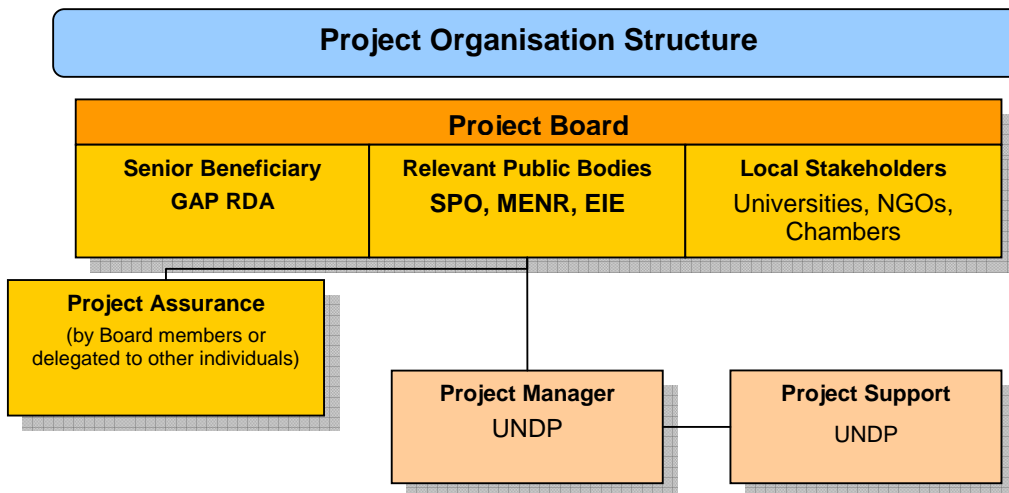 Project Organisation Structure
Project Board
Senior Beneficiary
GAP RDA
Relevant Public Bodies
SPO, MENR, EIE
Local Stakeholders
Universities, NGOs,
Chambers
Project Assurance
(by Board members or
delegated to other individuals)
Project Manager
UNDP
Project Support
UNDP